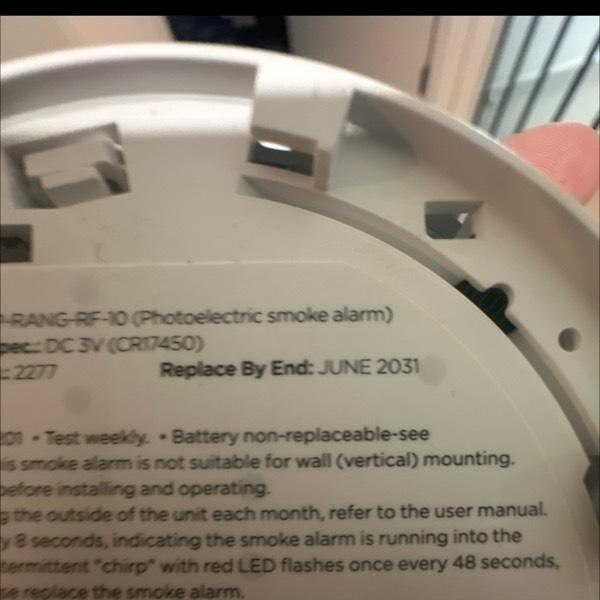 P-RANG-RF-10 (Photoelectric smoke alarm)
pec.: DC 3V (CR17450)
: 2277 Replace By End: JUNE 2031
201 • Test weekly. • Battery non-replaceable-see
is smoke alarm is not suitable for wall (vertical) mounting.
before installing and operating.
g the outside of the unit each month, refer to the user manual.
y 8 seconds, indicating the smoke alarm is running into the
termittent "chirp" with red LED flashes once every 48 seconds,
se replace the smoke alarm.